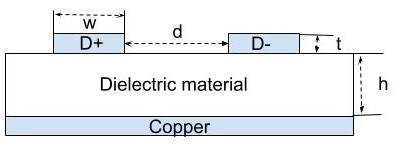 w
D+ d D- t
Dielectric material h
Copper